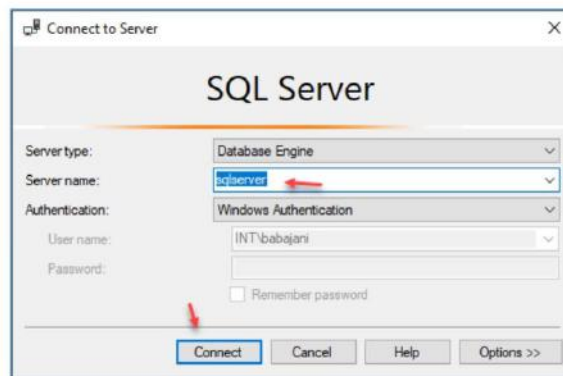 Connect to Server
SQL Server
Server type: Database Engine
Server name: sqlserver
Authentication: Windows Authentication
User name: INT\babajani
Password:
Remember password
Connect Cancel Help Options >>